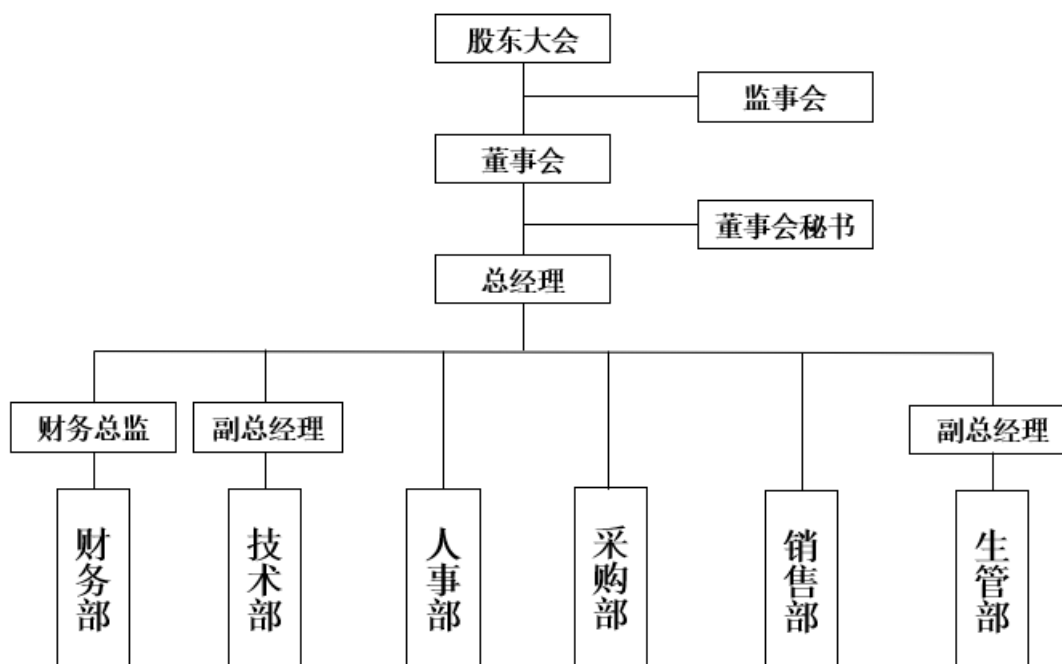 股东大会
监事会
董事会
董事会秘书
总经理
财务总监
副总经理
副总经理
财务部
技术部
人事部
采购部
销售部
生管部